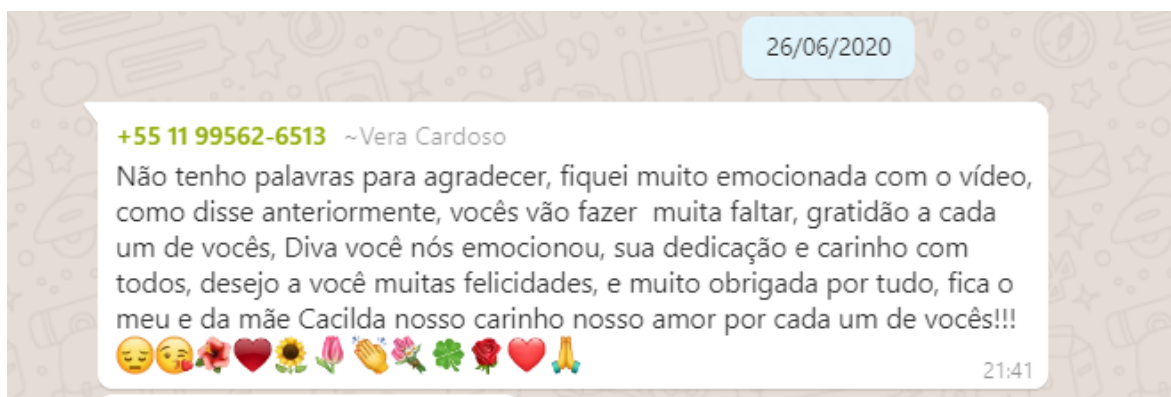 26/06/2020
+55 11 99562-6513 ~Vera Cardoso
Não tenho palavras para agradecer, fiquei muito emocionada com o vídeo,
como disse anteriormente, vocês vão fazer  muita faltar, gratidão a cada
um de vocês, Diva você nós emocionou, sua dedicação e carinho com
todos, desejo a você muitas felicidades, e muito obrigada por tudo, fica o
meu e da mãe Cacilda nosso carinho nosso amor por cada um de vocês!!!
😔😘🌺♥️🌻🌷👏💐🍀🌹❤️🙏
21:41